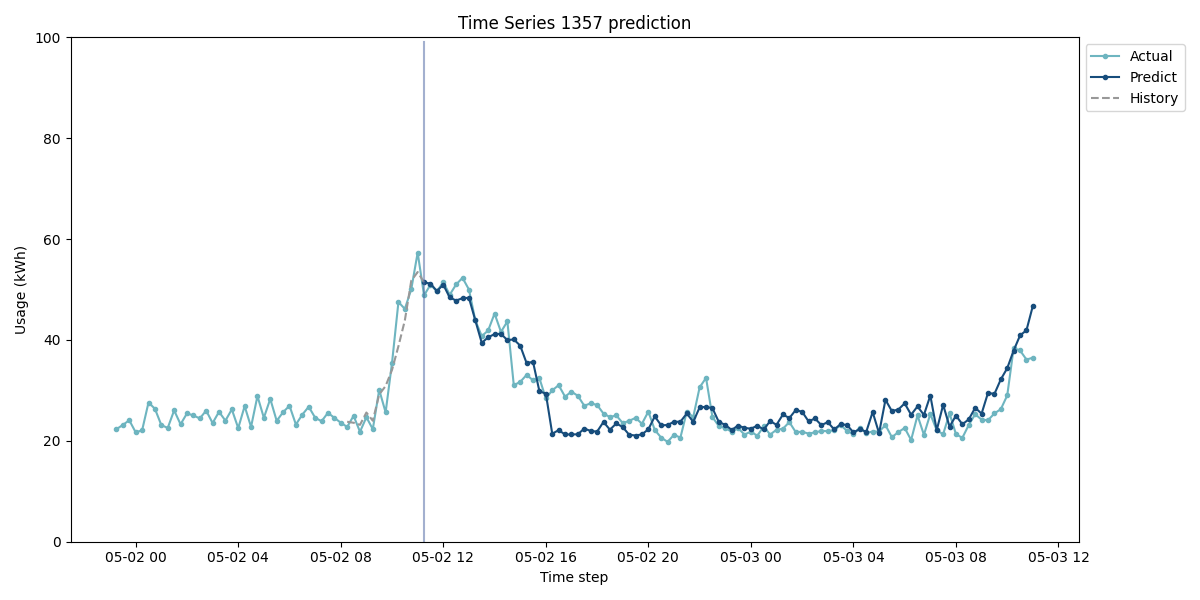 Time Series 1357 prediction
100
80
60
40
20
0
Usage (kWh)
05-02 00
05-02 04
05-02 08
05-02 12
05-02 16
05-02 20
05-03 00
05-03 04
05-03 08
05-03 12
Time step
Actual
Predict
History